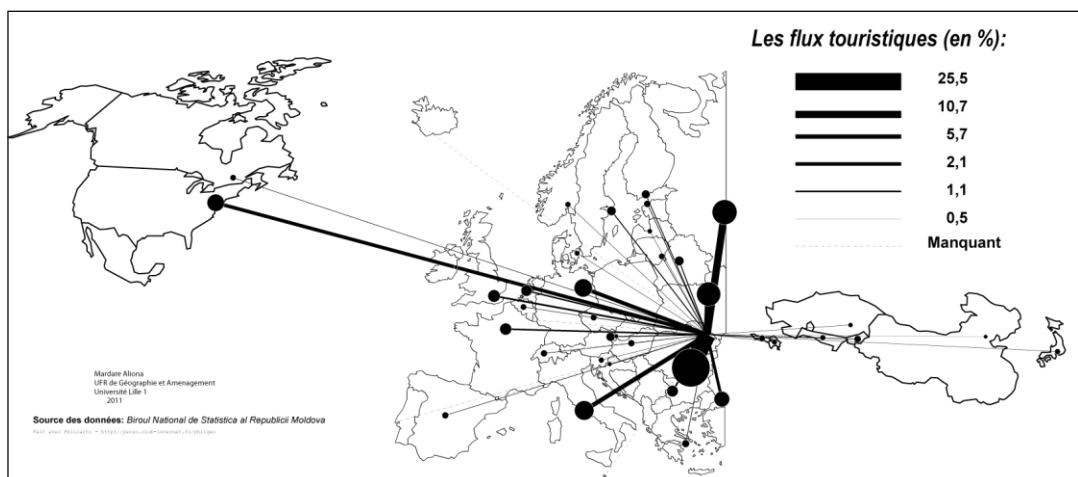 Les flux touristiques (en %):
25,5
10,7
5,7
2,1
1,1
0,5
Manquant
Mardare Aliona
UFR de Géographie et Amenagement
Université Lille 1
2011
Source des données: Biroul National de Statistica al Republicii Moldova